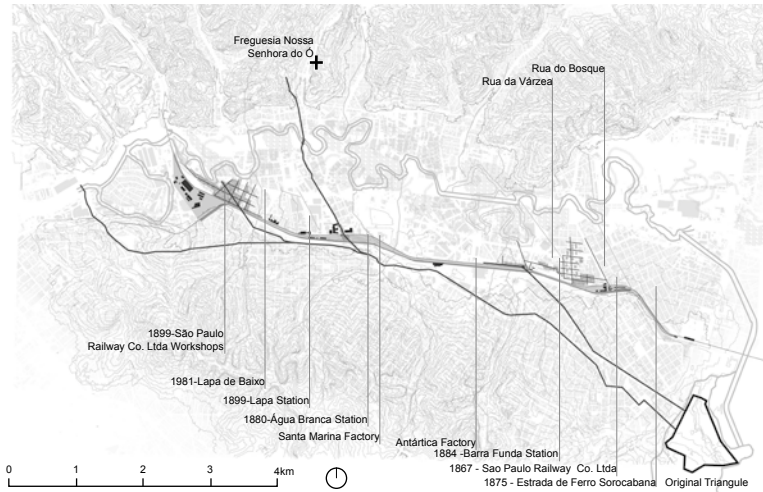 Freguesia Nossa
Senhora do Ó
Rua do Bosque
Rua da Várzea
1899-São Paulo
Railway Co. Ltda Workshops
1981-Lapa de Baixo
1899-Lapa Station
1880-Água Branca Station
Santa Marina Factory
Antártica Factory
1884 -Barra Funda Station
1867 - Sao Paulo Railway Co. Ltda
1875 - Estrada de Ferro Sorocabana
Original Triangule
0 1 2 3 4km